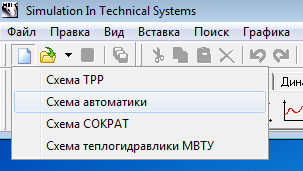 Simulation In Technical Systems
Файл Правка Вид Вставка Поиск Графика
Схема ТРР
Схема автоматики
Схема СОКРАТ
Схема теплогидравлики МВТУ